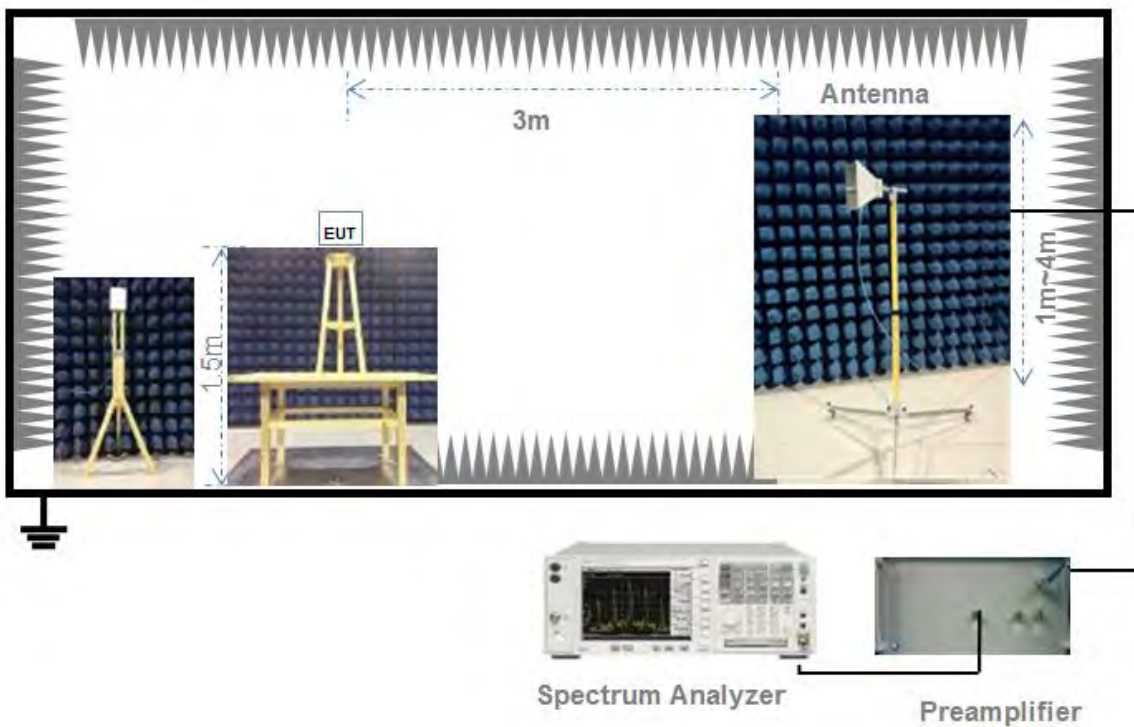 Antenna
3m
EUT
1.5m
1m~4m
Spectrum Analyzer
Preamplifier